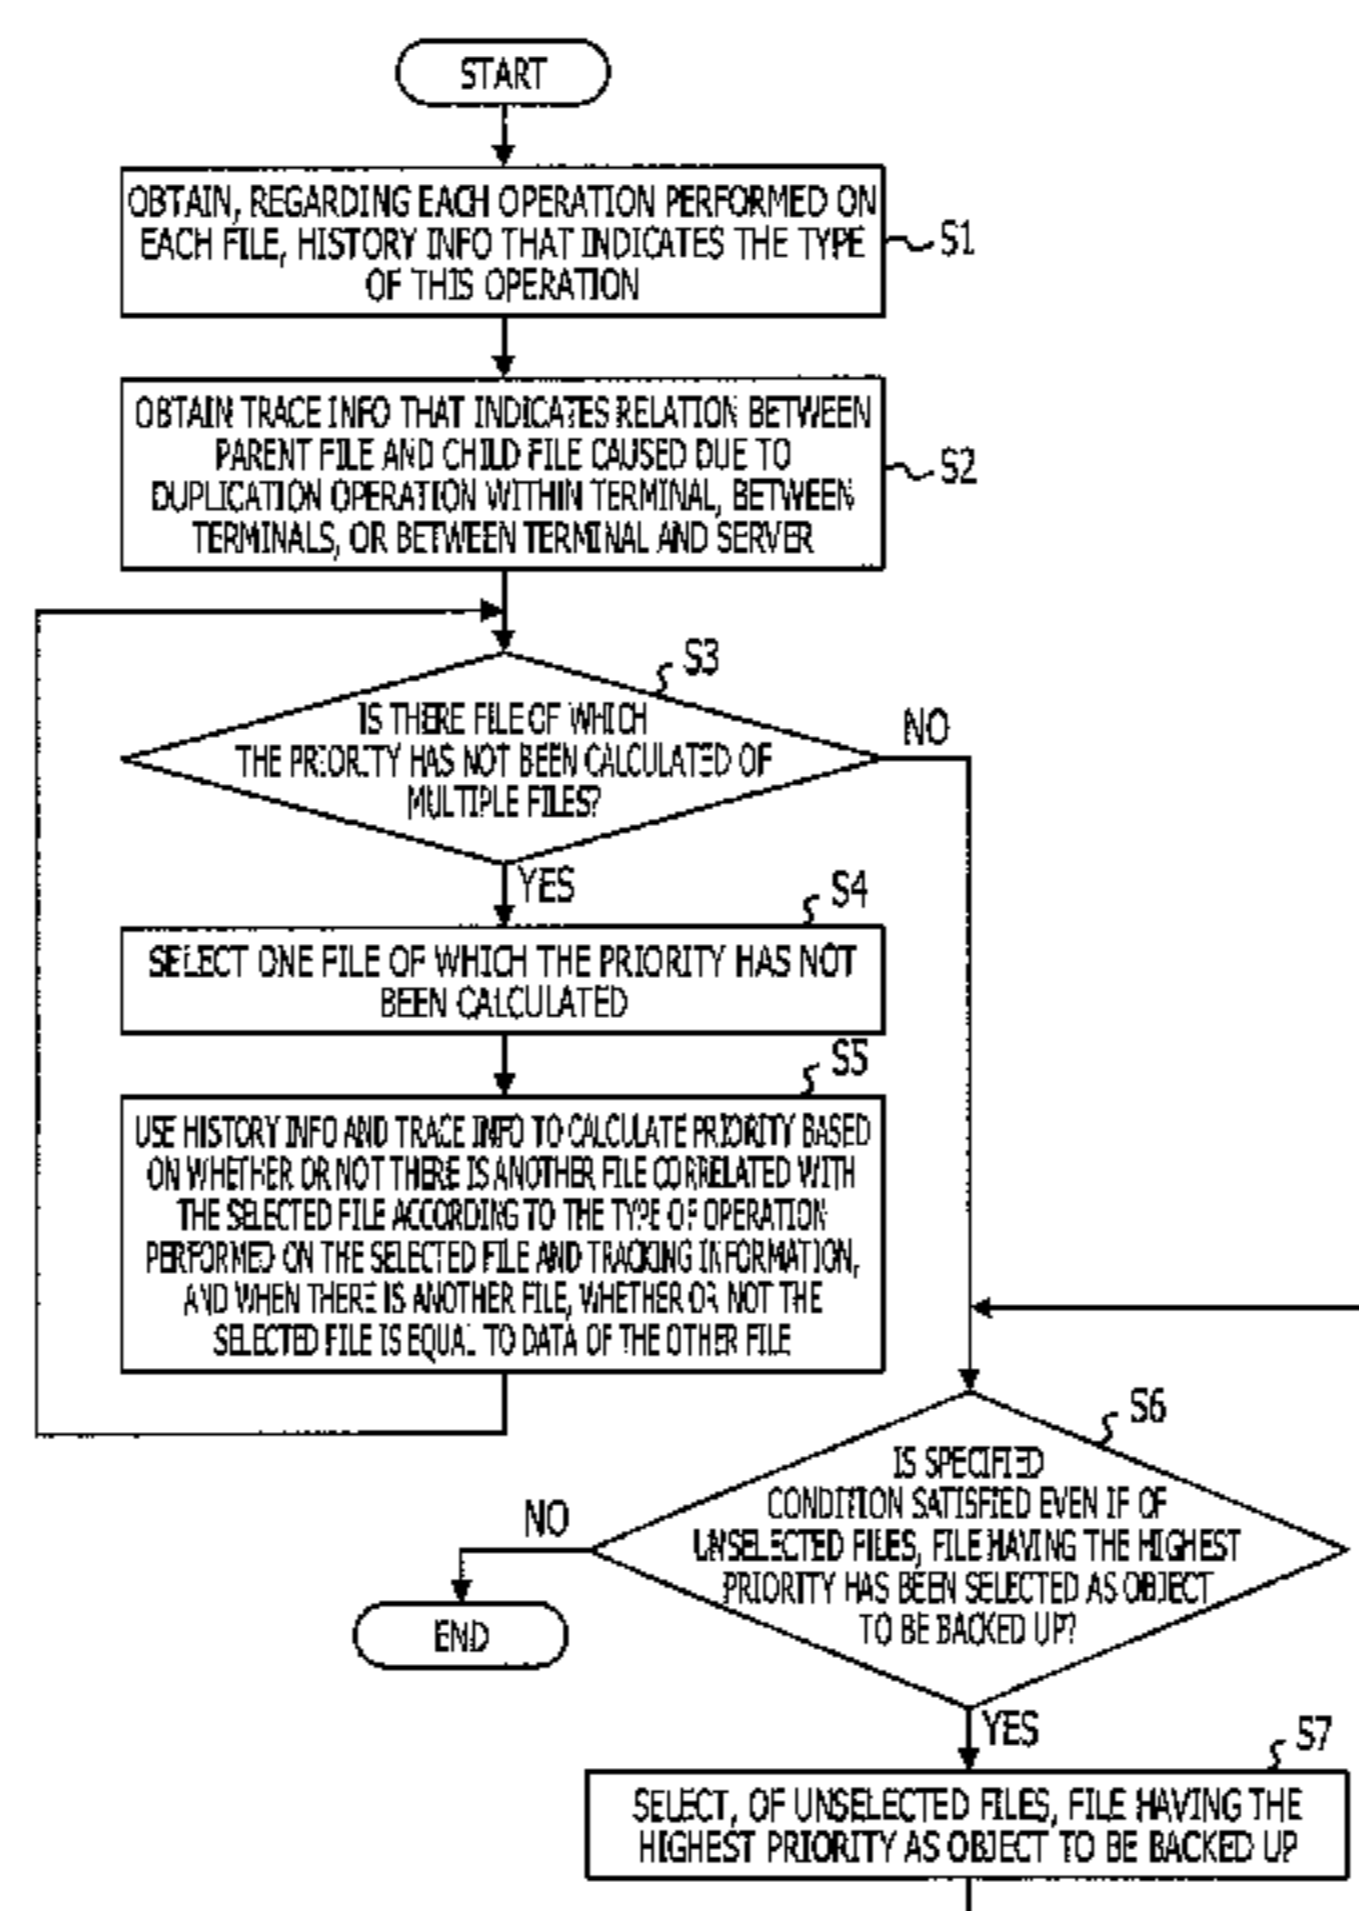 START
OBTAIN, REGARDING EACH OPERATION PERFORMED ON
EACH FILE, HISTORY INFO THAT INDICATES THE TYPE
OF THIS OPERATION
S1
OBTAIN TRACE INFO THAT INDICATES RELATION BETWEEN
PARENT FILE AND CHILD FILE CAUSED DUE TO
DUPLICATION OPERATION WITHIN TERMINAL, BETWEEN
TERMINALS, OR BETWEEN TERMINAL AND SERVER
S2
S3
IS THERE FILE OF WHICH
THE PRIORITY HAS NOT BEEN CALCULATED OF
MULTIPLE FILES?
NO
YES
S4
SELECT ONE FILE OF WHICH THE PRIORITY HAS NOT
BEEN CALCULATED
S5
USE HISTORY INFO AND TRACE INFO TO CALCULATE PRIORITY BASED
ON WHETHER OR NOT THERE IS ANOTHER FILE CORRELATED WITH
THE SELECTED FILE ACCORDING TO THE TYPE OF OPERATION
PERFORMED ON THE SELECTED FILE AND TRACKING INFORMATION,
AND WHEN THERE IS ANOTHER FILE, WHETHER OR NOT THE
SELECTED FILE IS EQUAL TO DATA OF THE OTHER FILE
S6
IS SPECIFIED
CONDITION SATISFIED EVEN IF OF
UNSELECTED FILES, FILE HAVING THE HIGHEST
PRIORITY HAS BEEN SELECTED AS OBJECT
TO BE BACKED UP?
NO
END
YES
S7
SELECT, OF UNSELECTED FILES, FILE HAVING THE
HIGHEST PRIORITY AS OBJECT TO BE BACKED UP